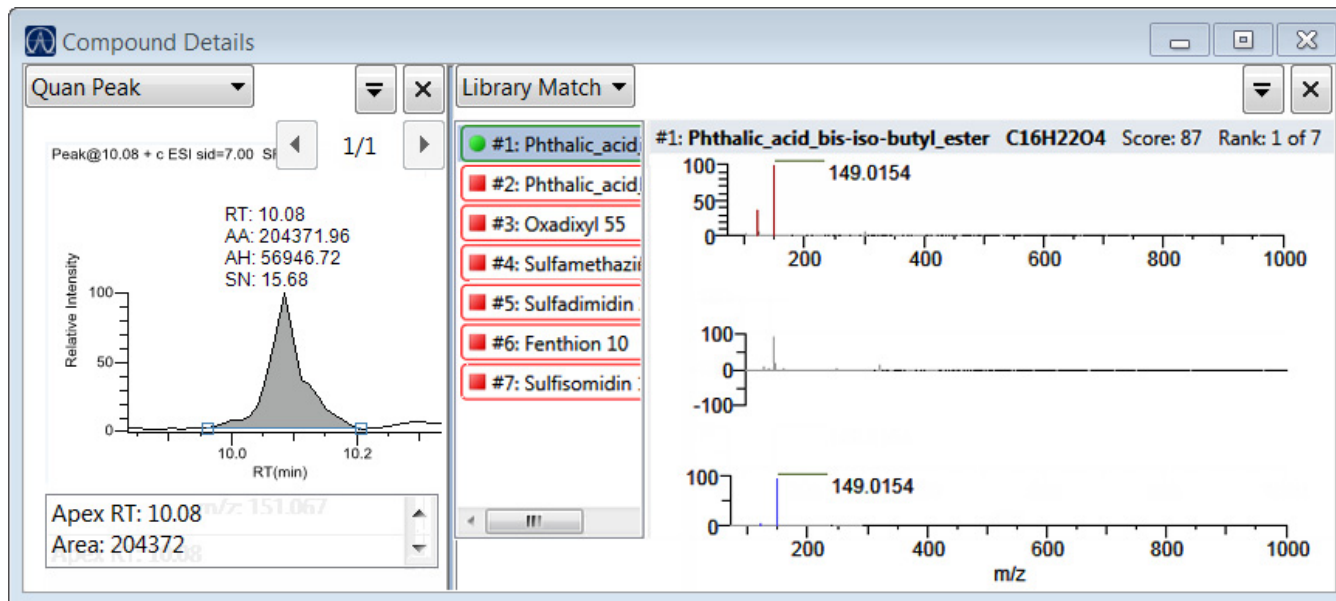 Compound Details
Quan Peak
Library Match
1/1
Peak@10.08 + c ESI sid=7.00
RT: 10.08
AA: 204371.96
AH: 56946.72
SN: 15.68
Relative Intensity
100
50
0
10.0
10.2
RT(min)
Apex RT: 10.08
Area: 204372
#1: Phthalic_acid
#2: Phthalic_acid
#3: Oxadixyl 55
#4: Sulfamethazi
#5: Sulfadimidin
#6: Fenthion 10
#7: Sulfisomidin
#1: Phthalic_acid_bis-iso-butyl_ester C16H22O4 Score: 87 Rank: 1 of 7
149.0154
100
50
0
200 400 600 800 1000
100
0
-100
149.0154
100
0
200 400 600 800 1000
m/z